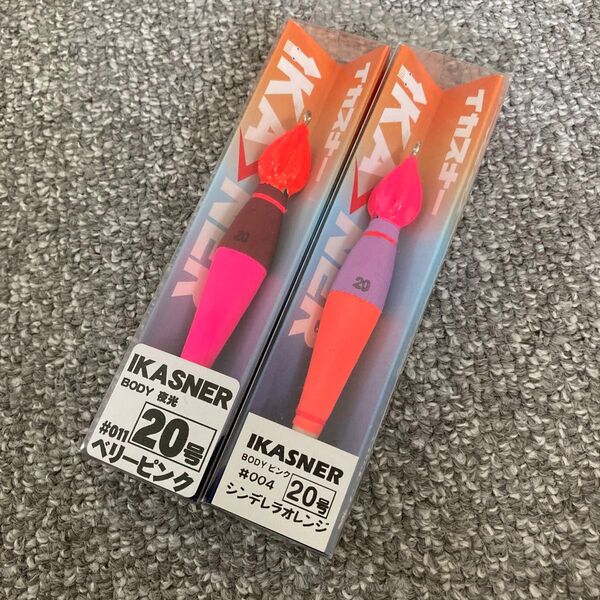 IKASNER
イカスナー
20
IKASNER
BODY 夜光
#011 20号
ベリーピンク
IKASNER
イカスナー
20
IKASNER
BODY ピンク
#004 20号
シンデレラオレンジ